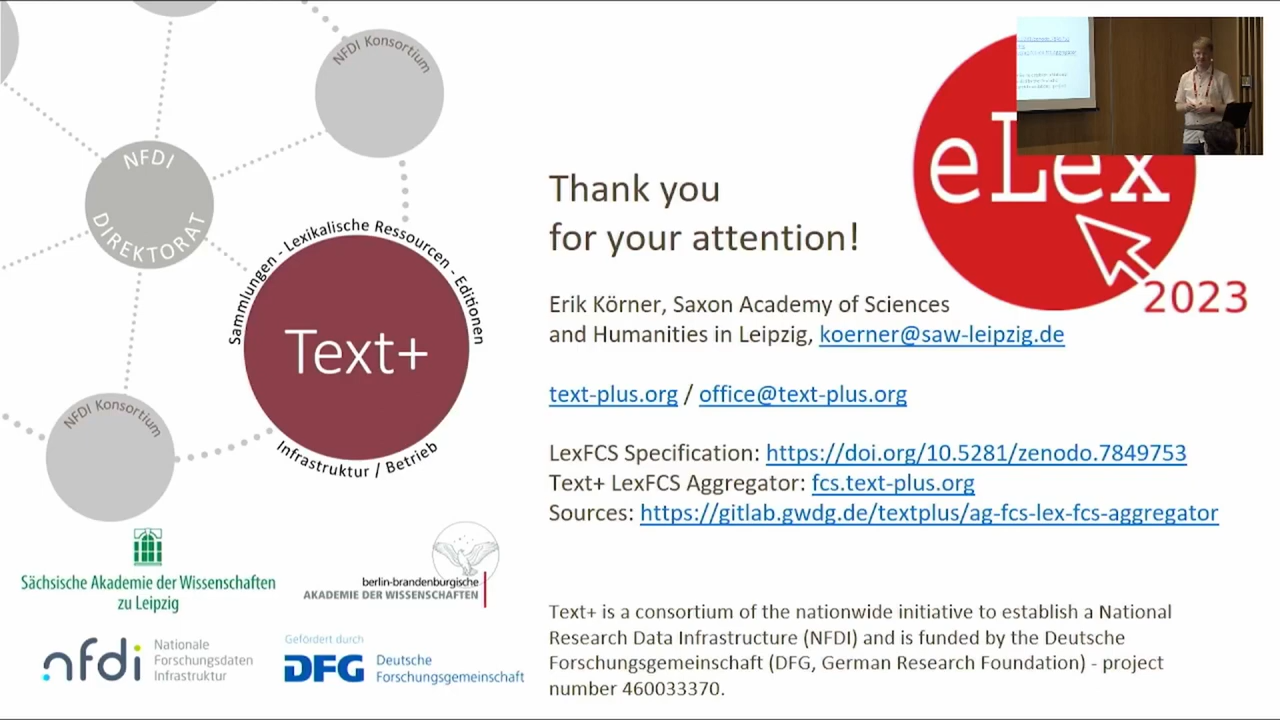 NFDI Konsortium
NFDI
DIREKTORAT
Sammlungen - Lexikalische Ressourcen - Editionen
Text+
Infrastruktur / Betrieb
NFDI Konsortium
eLex
2023
Thank you
for your attention!
Erik Körner, Saxon Academy of Sciences
and Humanities in Leipzig, koerner@saw-leipzig.de
text-plus.org / office@text-plus.org
LexFCS Specification: https://doi.org/10.5281/zenodo.7849753
Text+ LexFCS Aggregator: fcs.text-plus.org
Sources: https://gitlab.gwdg.de/textplus/ag-fcs-lex-fcs-aggregator
Sächsische Akademie der Wissenschaften
zu Leipzig
berlin-brandenburgische
AKADEMIE DER WISSENSCHAFTEN
nfdi
Nationale
Forschungsdaten
Infrastruktur
Gefördert durch
DFG
Deutsche
Forschungsgemeinschaft
Text+ is a consortium of the nationwide initiative to establish a National
Research Data Infrastructure (NFDI) and is funded by the Deutsche
Forschungsgemeinschaft (DFG, German Research Foundation) - project
number 460033370.